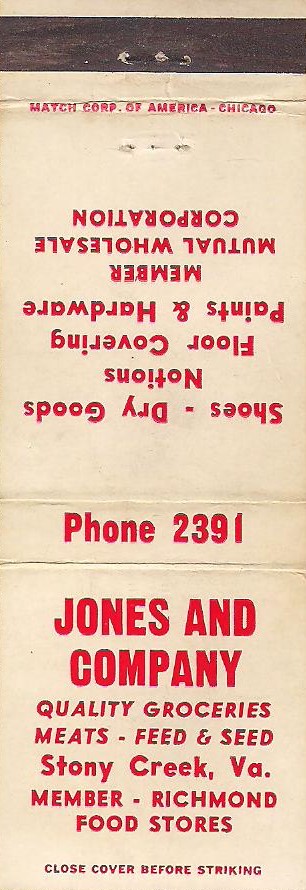 MATCH CORP. OF AMERICA - CHICAGO
Shoes - Dry Goods
Notions
Floor Covering
Paints & Hardware
MEMBER
MUTUAL WHOLESALE
CORPORATION
Phone 2391
JONES AND
COMPANY
QUALITY GROCERIES
MEATS - FEED & SEED
Stony Creek, Va.
MEMBER - RICHMOND
FOOD STORES
CLOSE COVER BEFORE STRIKING